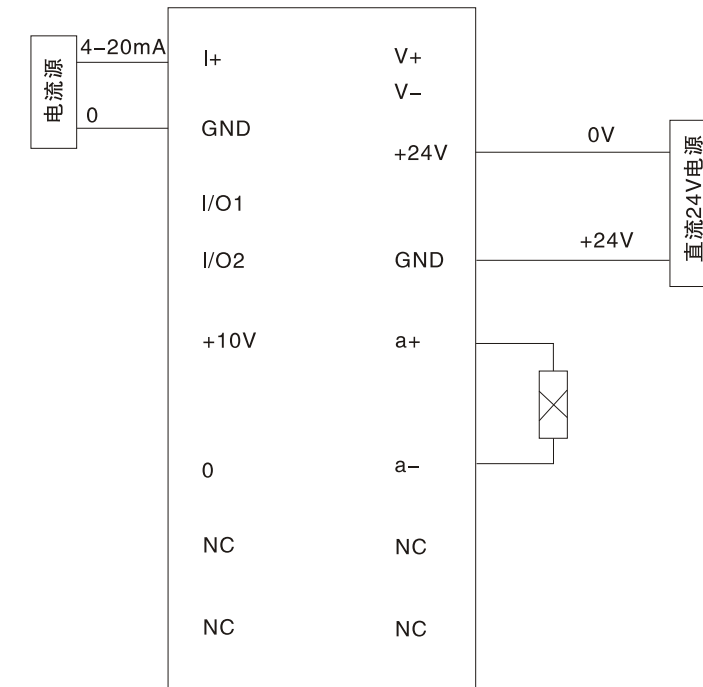 电流源
4-20mA
0
I+
GND
I/O1
I/O2
+10V
0
NC
NC
V+
V-
+24V
GND
a+
a-
NC
NC
0V
+24V
直流24V电源